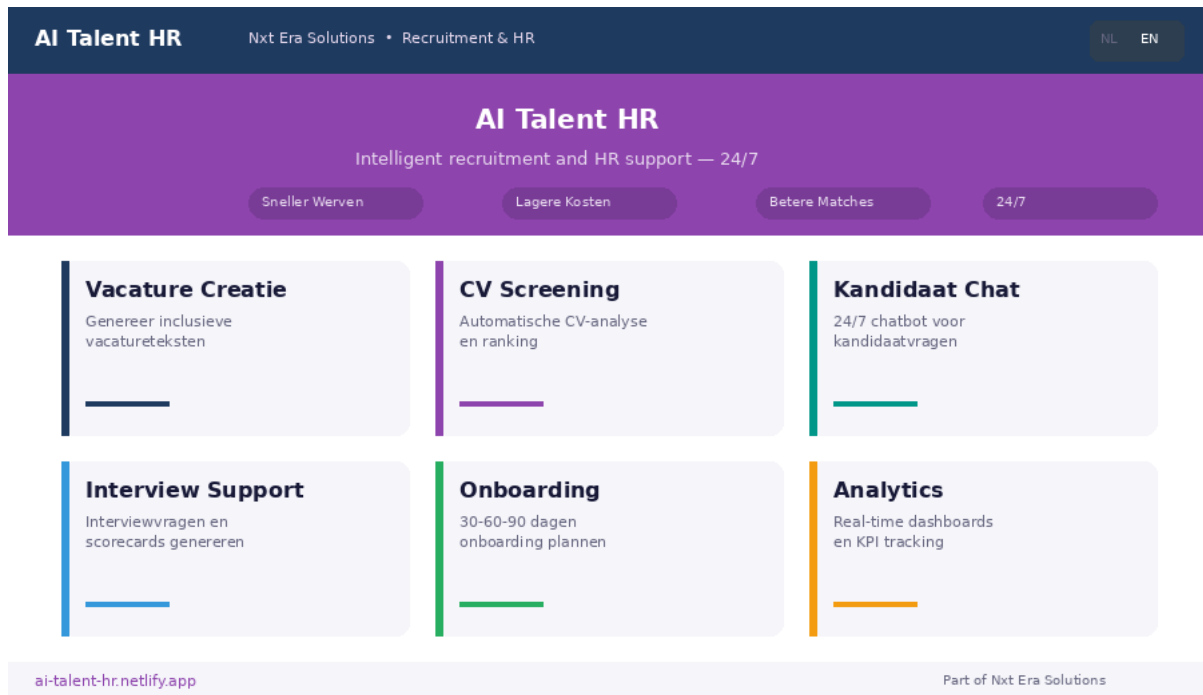 AI Talent HR
Nxt Era Solutions • Recruitment & HR
NL EN
AI Talent HR
Intelligent recruitment and HR support — 24/7
Sneller Werven
Lagere Kosten
Betere Matches
24/7
Vacature Creatie
Genereer inclusieve
vacatureteksten
CV Screening
Automatische CV-analyse
en ranking
Kandidaat Chat
24/7 chatbot voor
kandidaatvragen
Interview Support
Interviewvragen en
scorecards genereren
Onboarding
30-60-90 dagen
onboarding plannen
Analytics
Real-time dashboards
en KPI tracking
ai-talent-hr.netlify.app
Part of Nxt Era Solutions